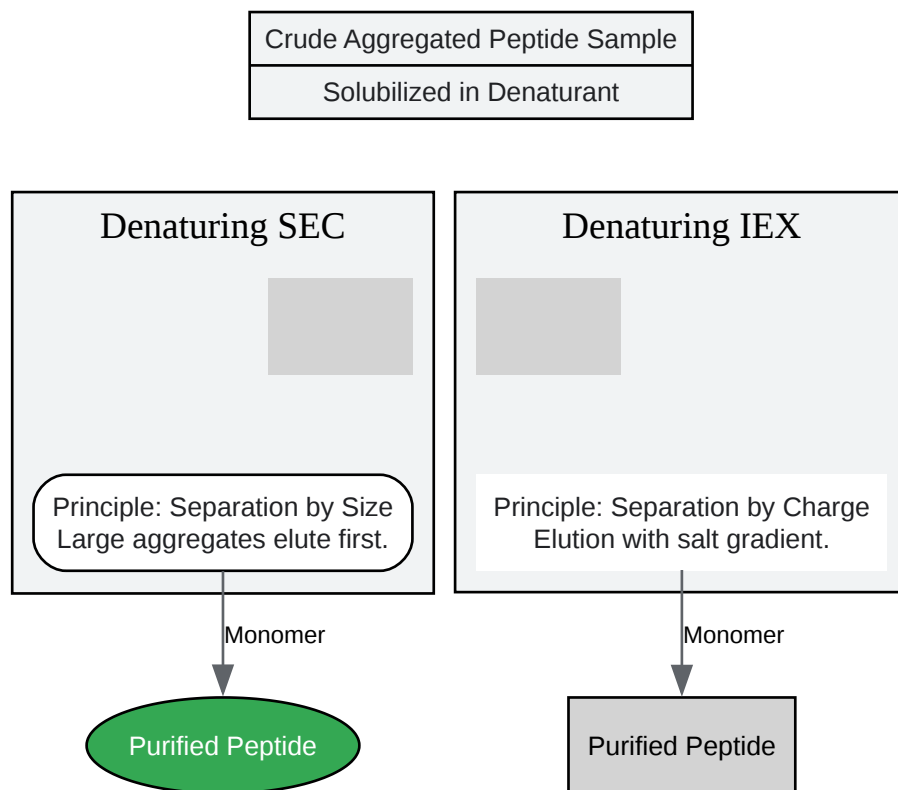 Crude Aggregated Peptide Sample
Solubilized in Denaturant
Denaturing SEC
Principle: Separation by Size
Large aggregates elute first.
Monomer
Purified Peptide
Denaturing IEX
Principle: Separation by Charge
Elution with salt gradient.
Monomer
Purified Peptide